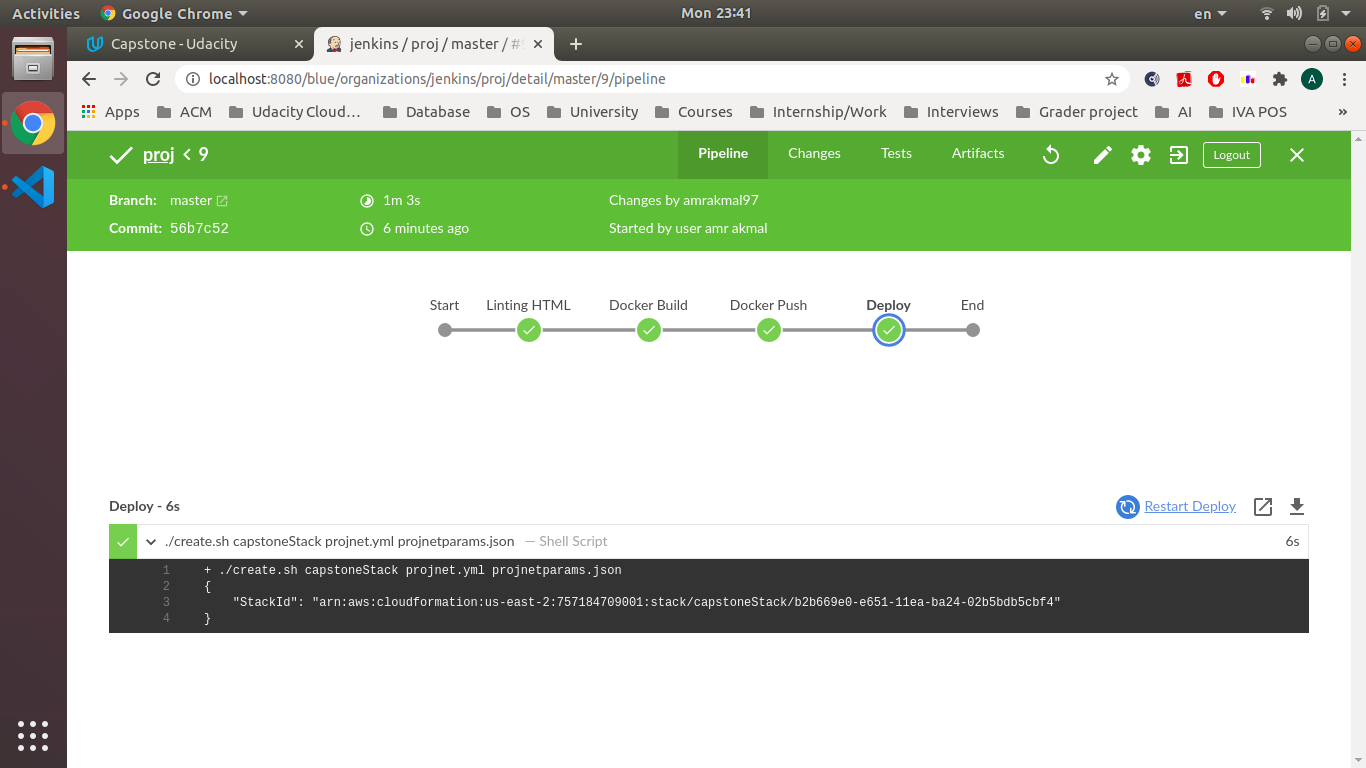 Activities Google Chrome Mon 23:41 en
Capstone - Udacity jenkins / proj / master / #
localhost:8080/blue/organizations/jenkins/proj/detail/master/9/pipeline A
Apps ACM Udacity Cloud… Database OS University Courses Internship/Work Interviews Grader project AI IVA POS »
proj < 9 Pipeline Changes Tests Artifacts Logout
Branch: master 1m 3s Changes by amrakmal97
Commit: 56b7c52 6 minutes ago Started by user amr akmal
Start Linting HTML Docker Build Docker Push Deploy End
Deploy - 6s Restart Deploy
./create.sh capstoneStack projnet.yml projnetparams.json — Shell Script 6s
1 + ./create.sh capstoneStack projnet.yml projnetparams.json
2 {
3 "StackId": "arn:aws:cloudformation:us-east-2:757184709001:stack/capstoneStack/b2b669e0-e651-11ea-ba24-02b5bdb5cbf4"
4 }